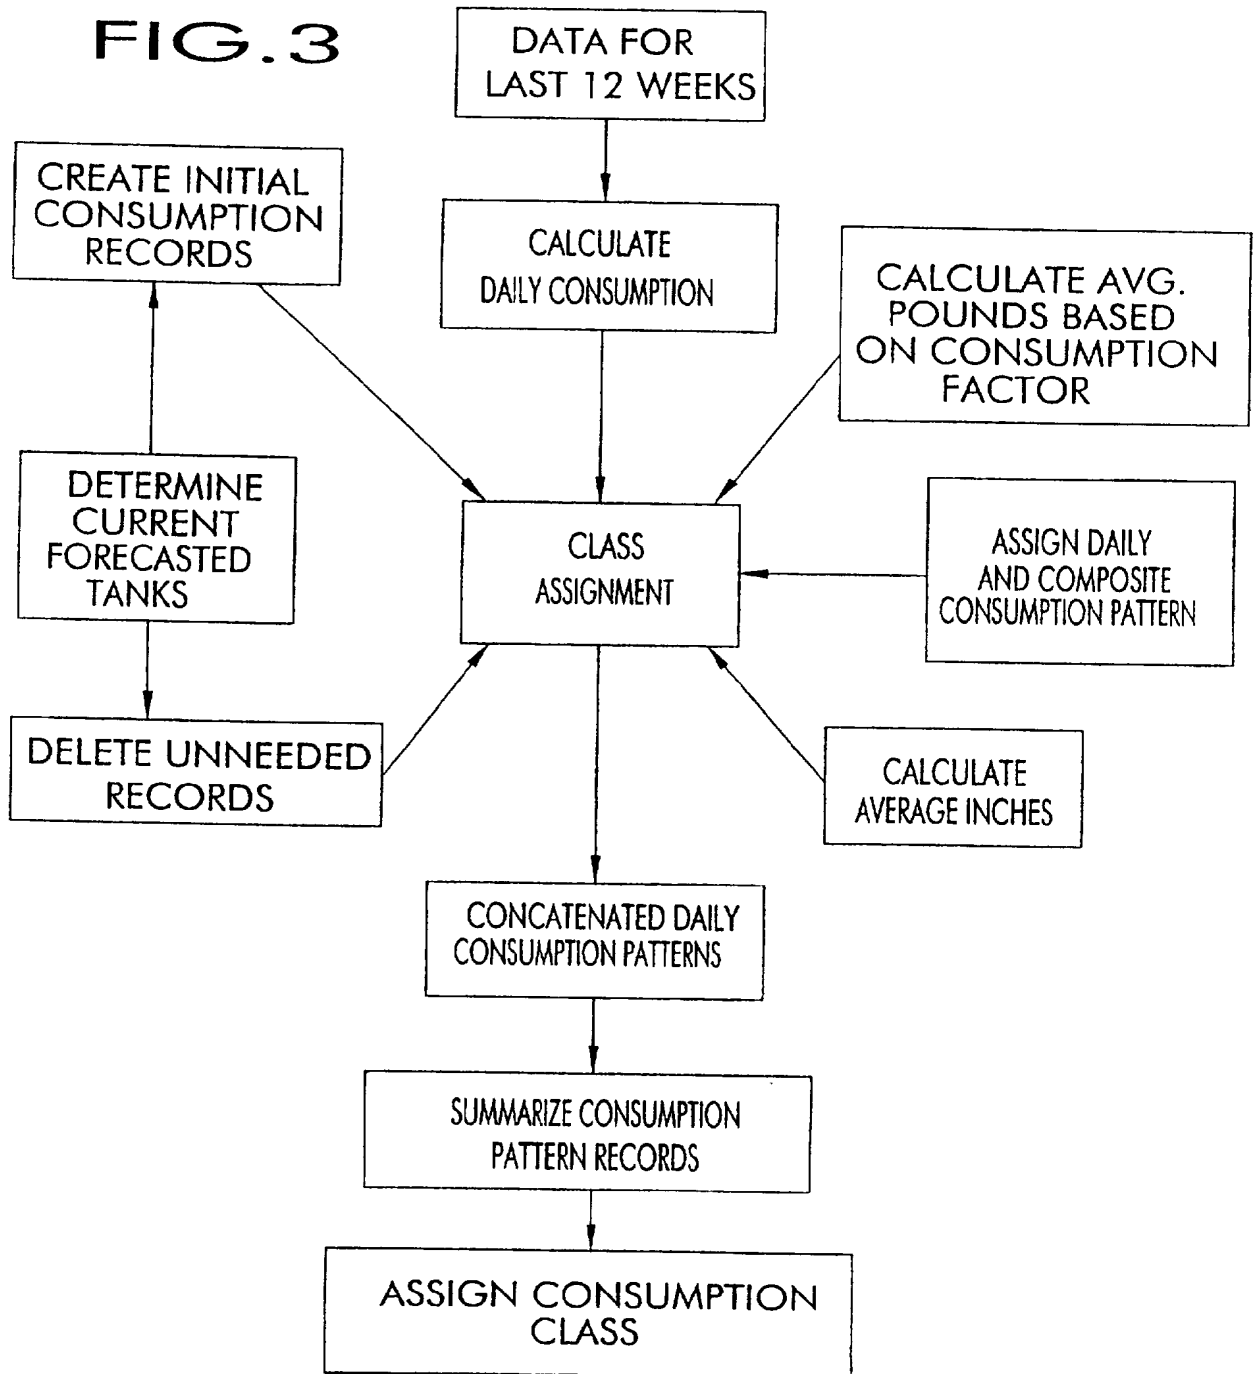 FIG.3
DATA FOR
LAST 12 WEEKS
CREATE INITIAL
CONSUMPTION
RECORDS
CALCULATE
DAILY CONSUMPTION
CALCULATE AVG.
POUNDS BASED
ON CONSUMPTION
FACTOR
DETERMINE
CURRENT
FORECASTED
TANKS
CLASS
ASSIGNMENT
ASSIGN DAILY
AND COMPOSITE
CONSUMPTION PATTERN
DELETE UNNEEDED
RECORDS
CALCULATE
AVERAGE INCHES
CONCATENATED DAILY
CONSUMPTION PATTERNS
SUMMARIZE CONSUMPTION
PATTERN RECORDS
ASSIGN CONSUMPTION
CLASS